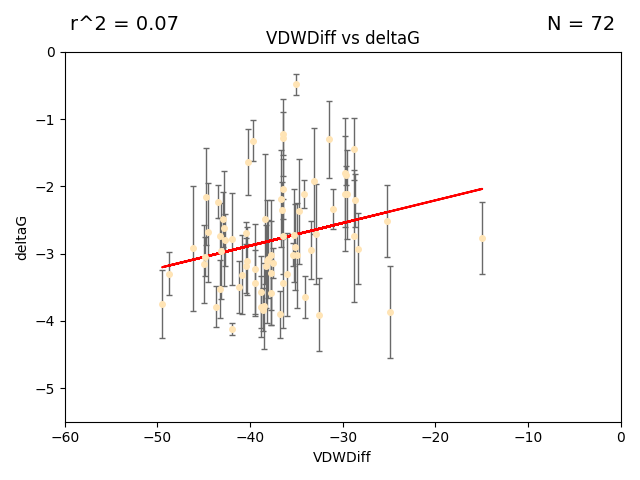 r^2 = 0.07
N = 72
VDWDiff vs deltaG
0
−1
−2
−3
−4
−5
deltaG
−60 −50 −40 −30 −20 −10 0
VDWDiff